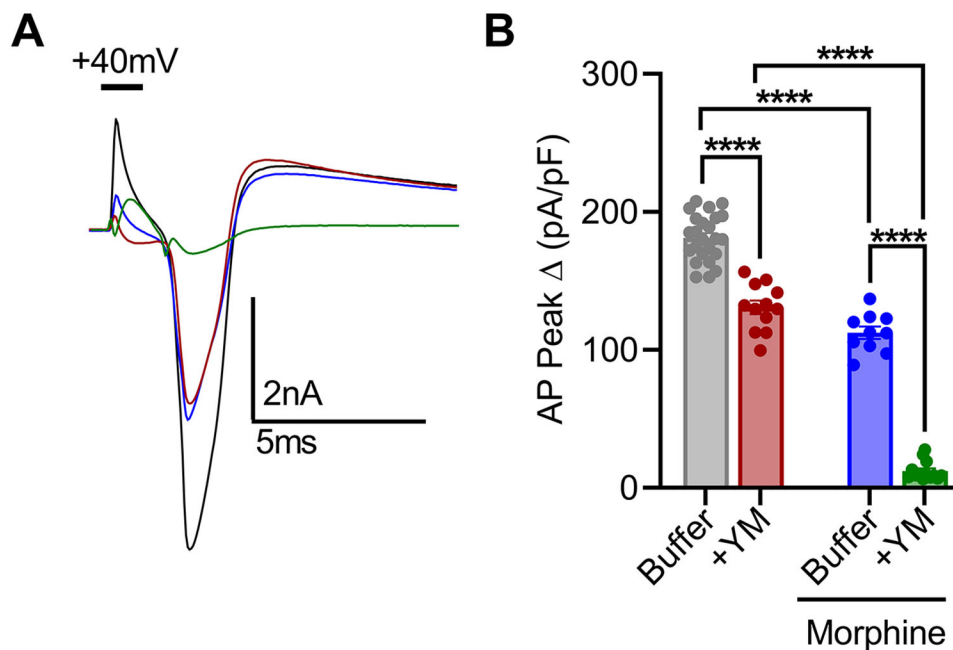 A
+40mV
2nA
5ms
B
AP Peak Δ (pA/pF)
300
200
100
0
****
****
****
****
Buffer
+YM
Buffer
+YM
Morphine